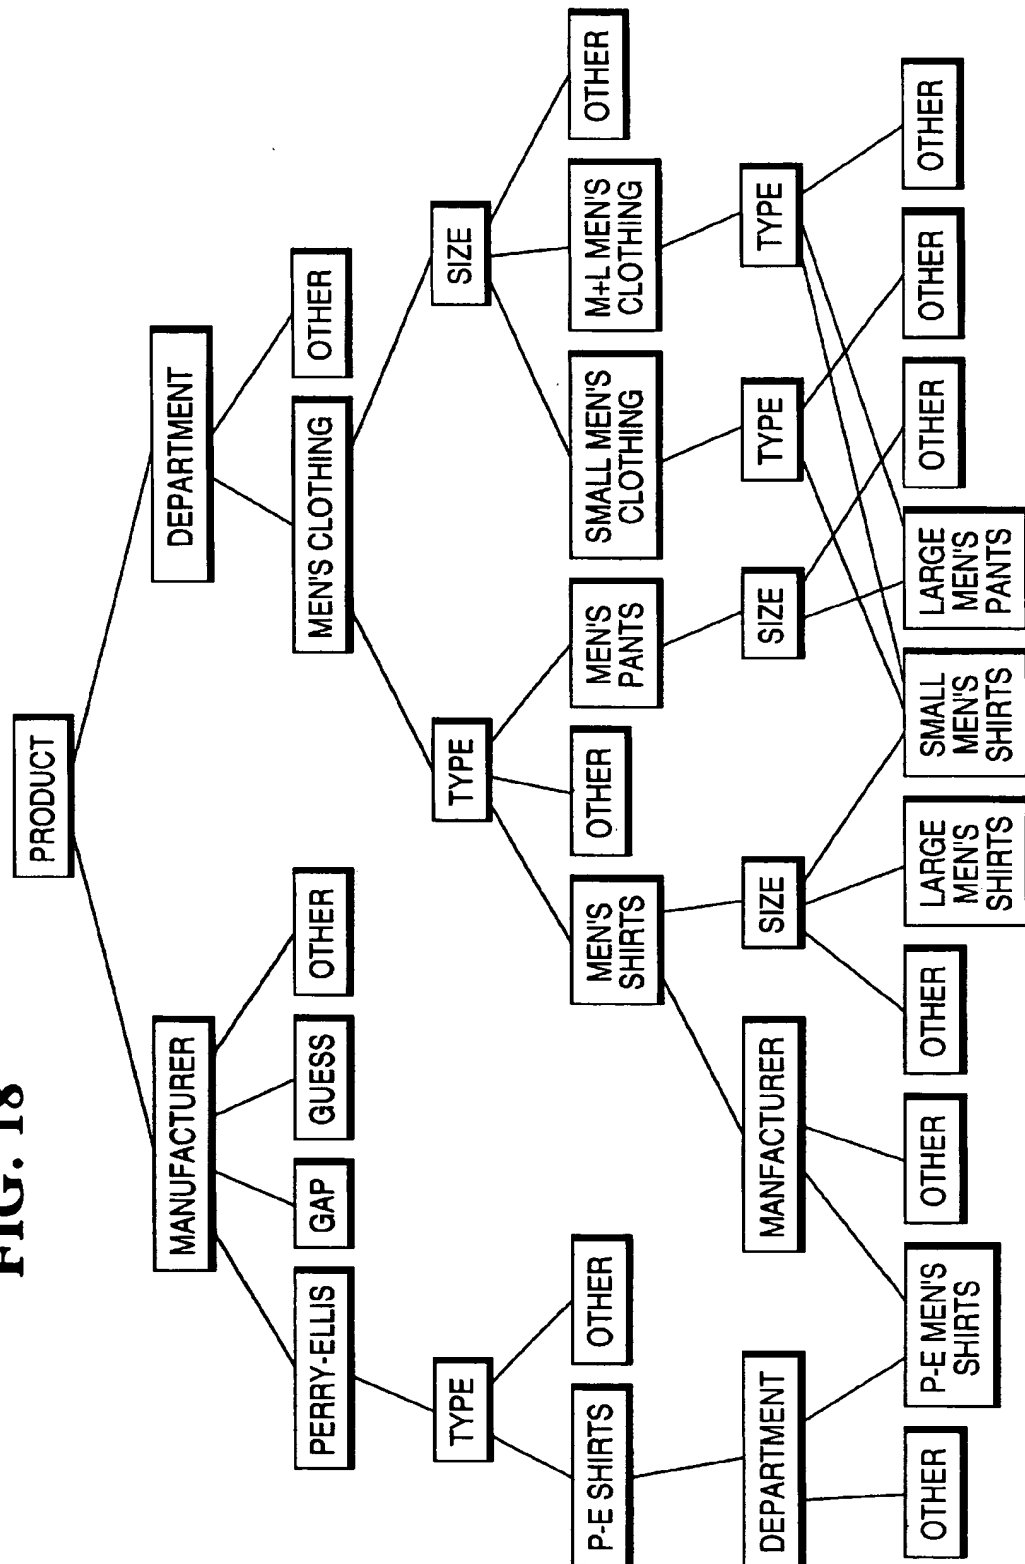 FIG. 18
PRODUCT
MANUFACTURER
DEPARTMENT
PERRY-ELLIS
GAP
GUESS
OTHER
MEN'S CLOTHING
OTHER
TYPE
TYPE
SIZE
P-E SHIRTS
OTHER
MEN'S
SHIRTS
OTHER
MEN'S
PANTS
SMALL MEN'S
CLOTHING
M+L MEN'S
CLOTHING
OTHER
DEPARTMENT
MANFACTURER
SIZE
SIZE
TYPE
TYPE
OTHER
P-E MEN'S
SHIRTS
OTHER
OTHER
LARGE
MEN'S
SHIRTS
SMALL
MEN'S
SHIRTS
LARGE
MEN'S
PANTS
OTHER
OTHER
OTHER